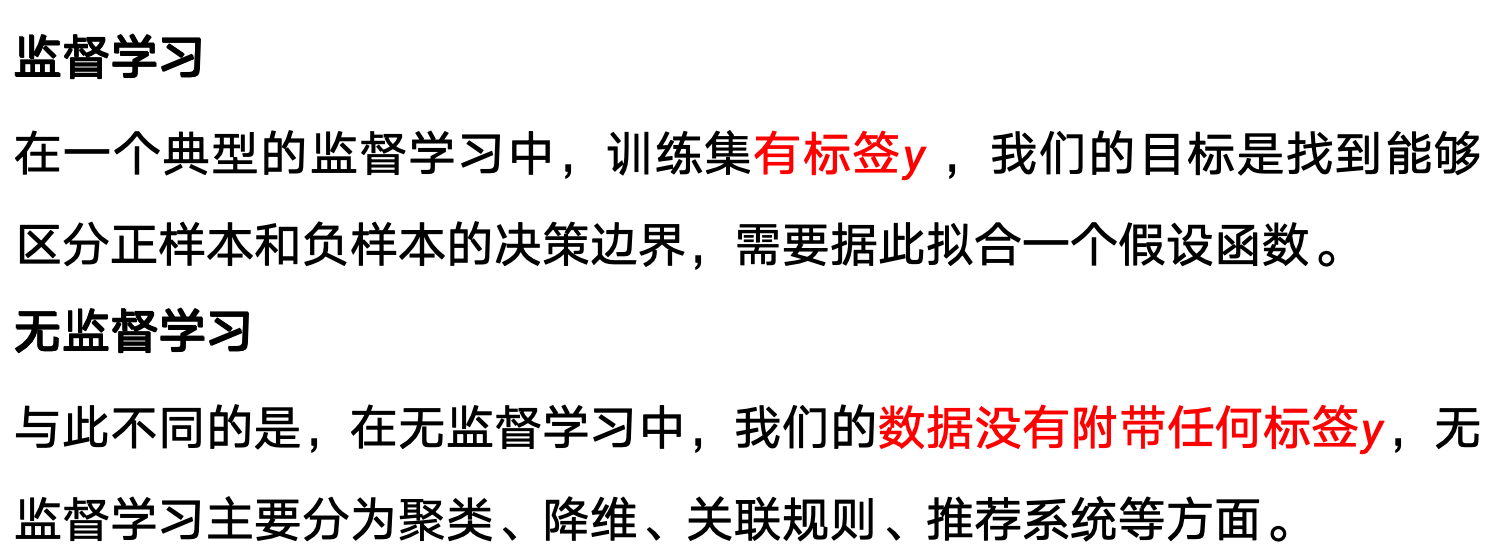 监督学习
在一个典型的监督学习中，训练集有标签y ，我们的目标是找到能够
区分正样本和负样本的决策边界，需要据此拟合一个假设函数。
无监督学习
与此不同的是，在无监督学习中，我们的数据没有附带任何标签y，无
监督学习主要分为聚类、降维、关联规则、推荐系统等方面。